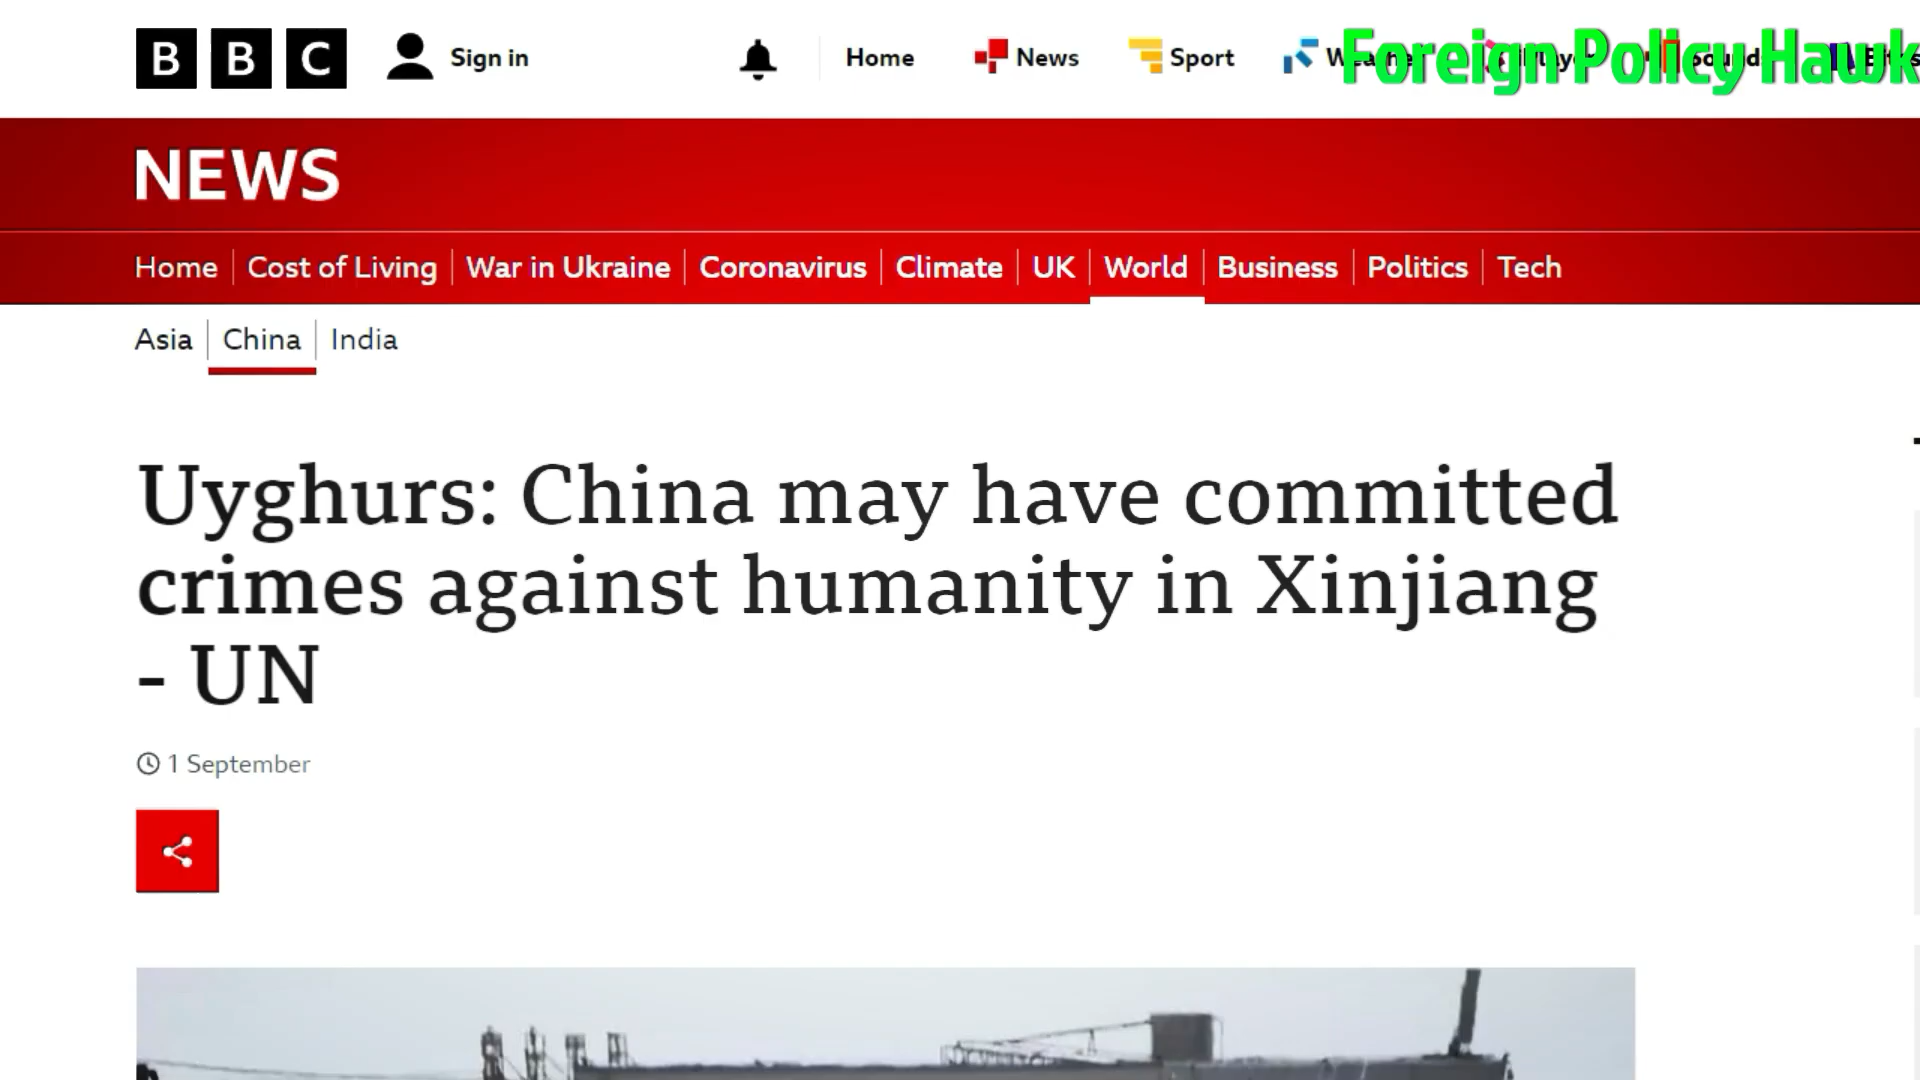 BBC Sign in Home News Sport Foreign Policy Hawk
NEWS
Home Cost of Living War in Ukraine Coronavirus Climate UK World Business Politics Tech
Asia China India
Uyghurs: China may have committed
crimes against humanity in Xinjiang
- UN
1 September